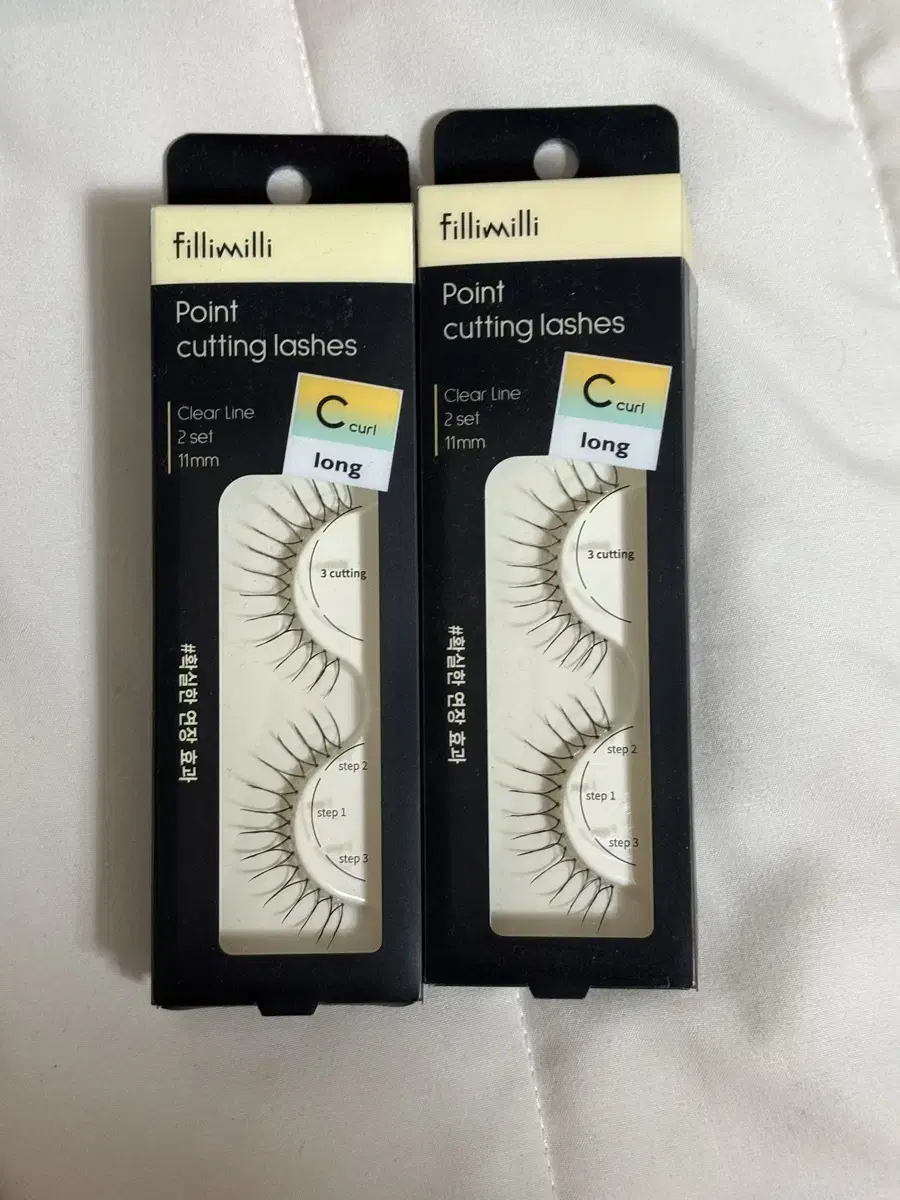 fillimilli
Point
cutting lashes
Clear Line
2 set
11mm
C curl
long
3 cutting
step 2
step 1
step 3
#확실한 연장 효과
fillimilli
Point
cutting lashes
Clear Line
2 set
11mm
C curl
long
3 cutting
step 2
step 1
step 3
#확실한 연장 효과